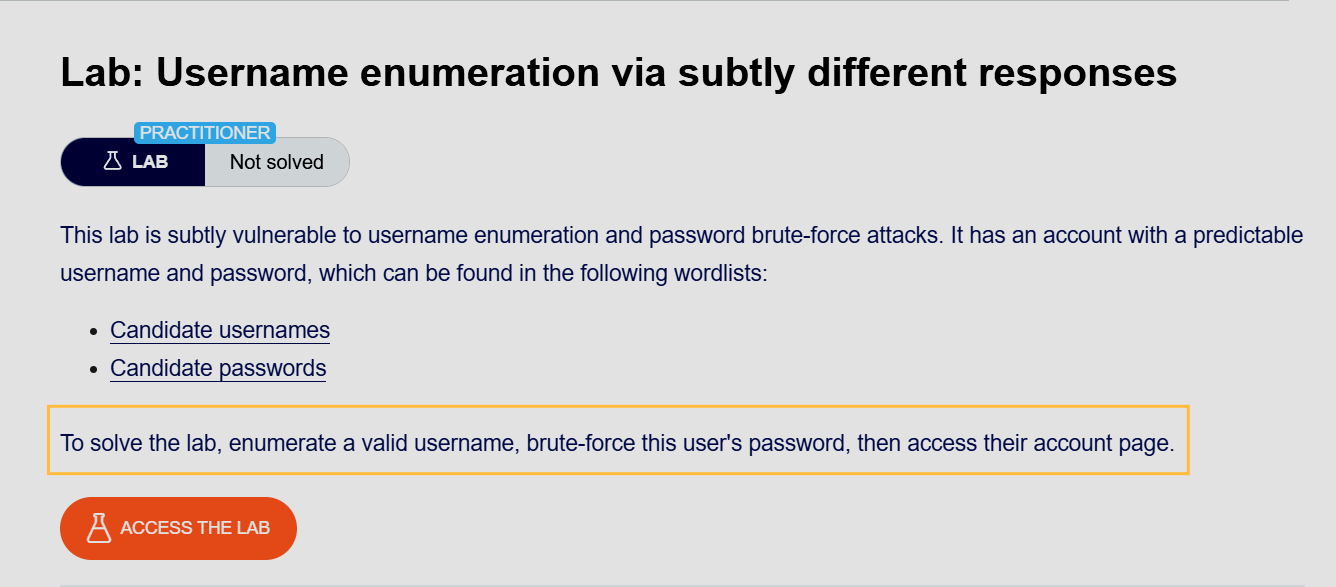 Lab: Username enumeration via subtly different responses
PRACTITIONER
LAB
Not solved
This lab is subtly vulnerable to username enumeration and password brute-force attacks. It has an account with a predictable
username and password, which can be found in the following wordlists:
• Candidate usernames
• Candidate passwords
To solve the lab, enumerate a valid username, brute-force this user's password, then access their account page.
ACCESS THE LAB